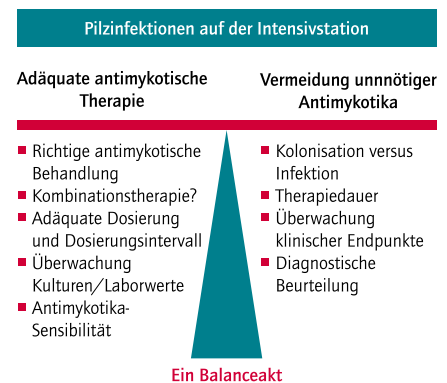 Pilzinfektionen auf der Intensivstation
Adäquate antimykotische
Therapie
Vermeidung unnnötiger
Antimykotika
Richtige antimykotische
Behandlung
Kombinationstherapie?
Adäquate Dosierung
und Dosierungsintervall
Überwachung
Kulturen/Laborwerte
Antimykotika-
Sensibilität
Kolonisation versus
Infektion
Therapiedauer
Überwachung
klinischer Endpunkte
Diagnostische
Beurteilung
Ein Balanceakt